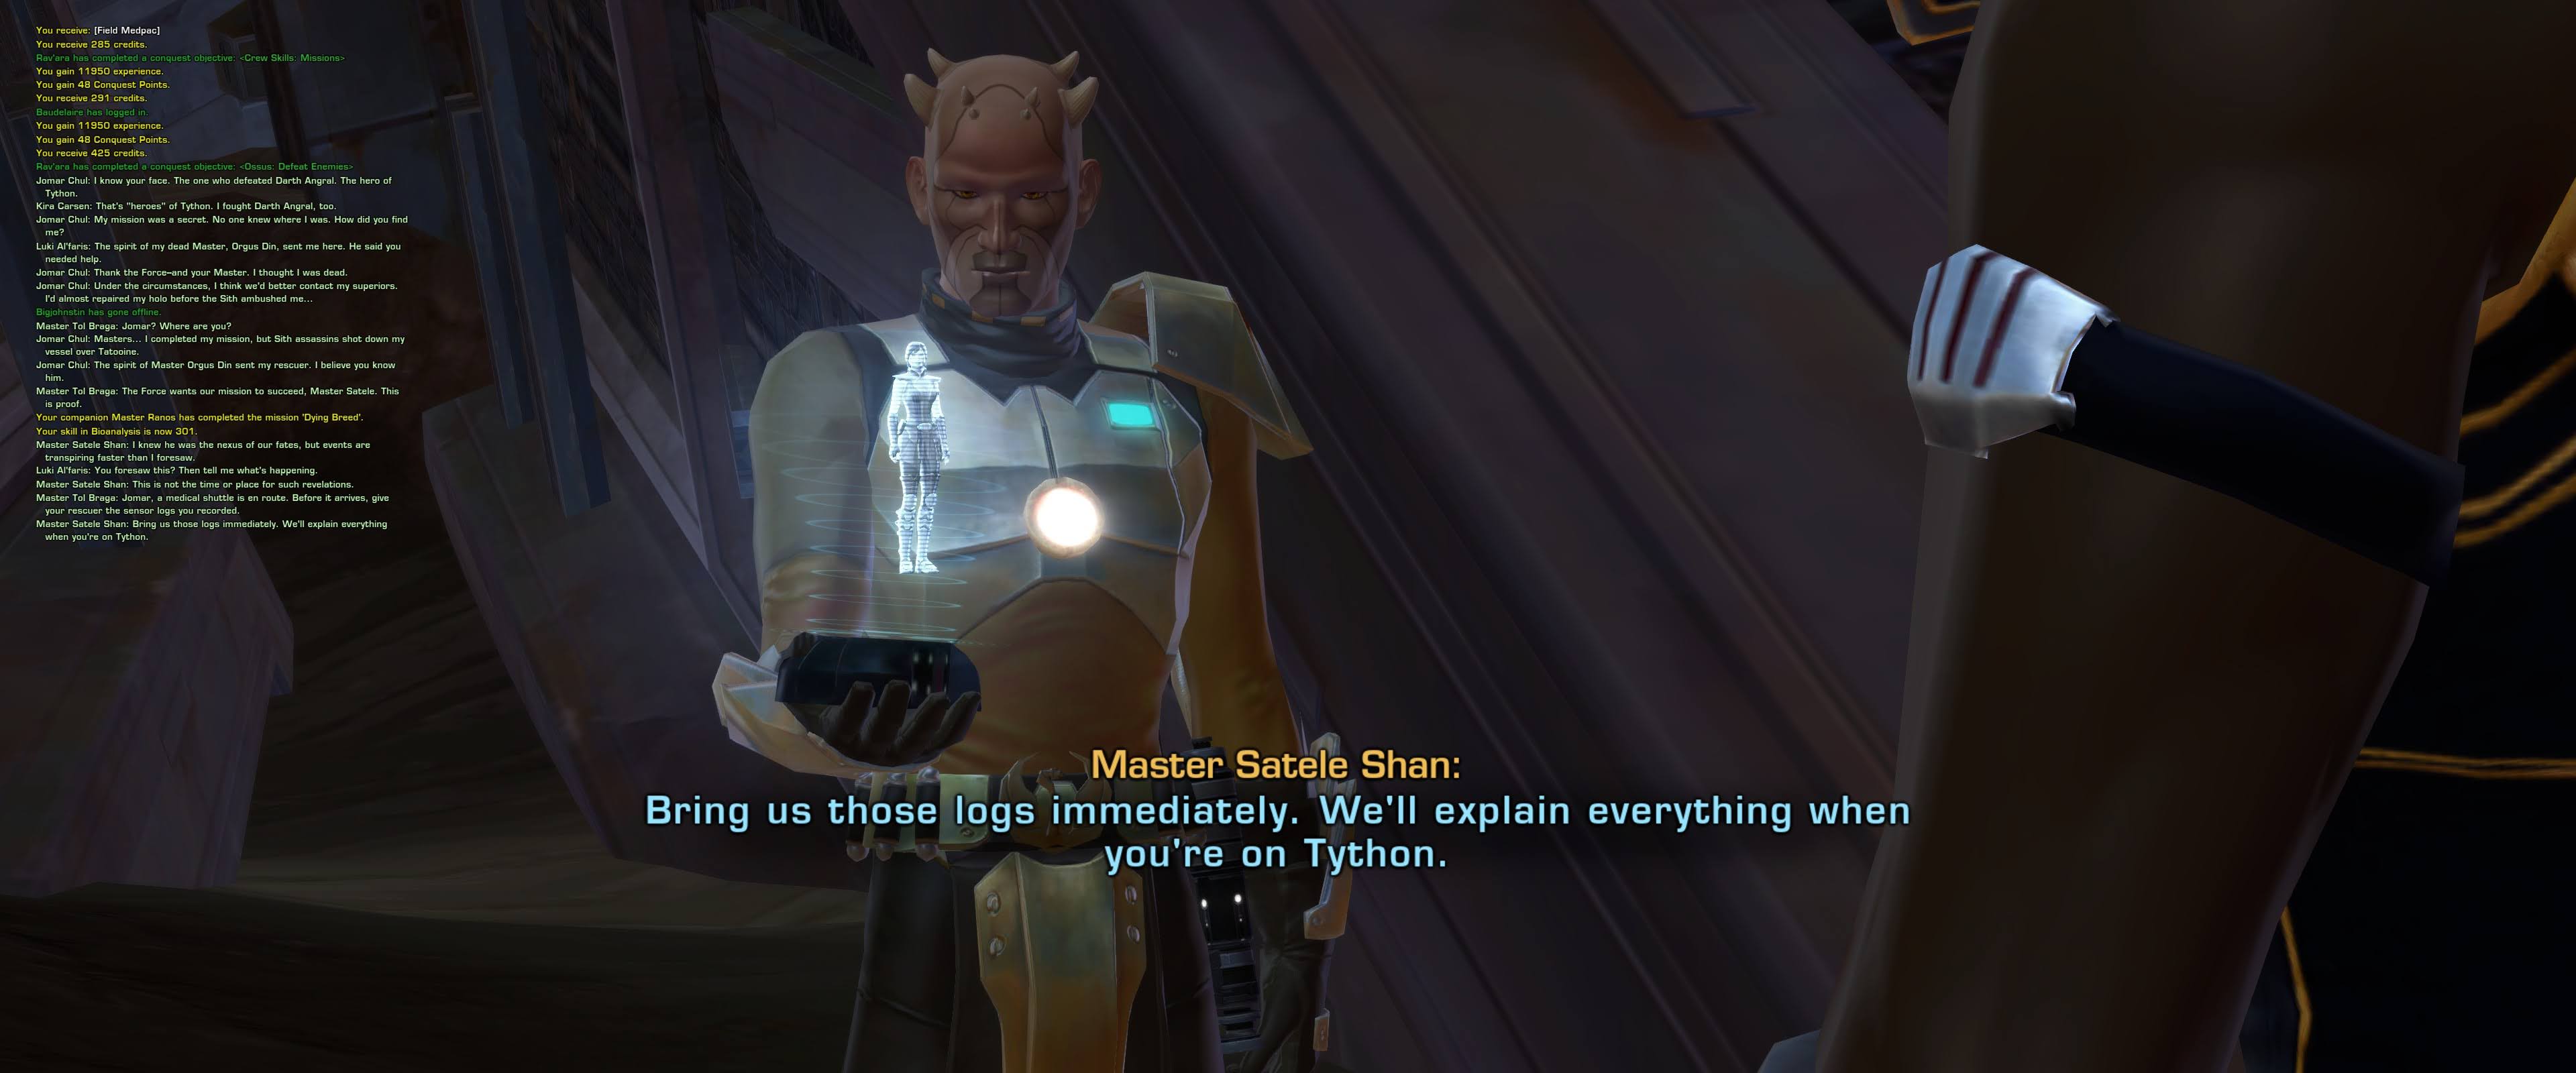 You receive: [Field Medpac]
You receive 285 credits.
Rav'ara has completed a conquest objective: <Crew Skills: Missions>
You gain 11950 experience.
You gain 48 Conquest Points.
You receive 291 credits.
Baudelaire has logged in.
You gain 11950 experience.
You gain 48 Conquest Points.
You receive 425 credits.
Rav'ara has completed a conquest objective: <Ossus: Defeat Enemies>
Jomar Chul: I know your face. The one who defeated Darth Angral. The hero of
Tython.
Kira Carsen: That's "heroes" of Tython. I fought Darth Angral, too.
Jomar Chul: My mission was a secret. No one knew where I was. How did you find
me?
Luki Al'faris: The spirit of my dead Master, Orgus Din, sent me here. He said you
needed help.
Jomar Chul: Thank the Force—and your Master. I thought I was dead.
Jomar Chul: Under the circumstances, I think we'd better contact my superiors.
I'd almost repaired my holo before the Sith ambushed me...
Bigjohnstin has gone offline.
Master Tol Braga: Jomar? Where are you?
Jomar Chul: Masters... I completed my mission, but Sith assassins shot down my
vessel over Tatooine.
Jomar Chul: The spirit of Master Orgus Din sent my rescuer. I believe you know
him.
Master Tol Braga: The Force wants our mission to succeed, Master Satele. This
is proof.
Your companion Master Ranos has completed the mission 'Dying Breed'.
Your skill in Bioanalysis is now 301.
Master Satele Shan: I knew he was the nexus of our fates, but events are
transpiring faster than I foresaw.
Luki Al'faris: You foresaw this? Then tell me what's happening.
Master Satele Shan: This is not the time or place for such revelations.
Master Tol Braga: Jomar, a medical shuttle is en route. Before it arrives, give
your rescuer the sensor logs you recorded.
Master Satele Shan: Bring us those logs immediately. We'll explain everything
when you're on Tython.
Master Satele Shan:
Bring us those logs immediately. We'll explain everything when
you're on Tython.